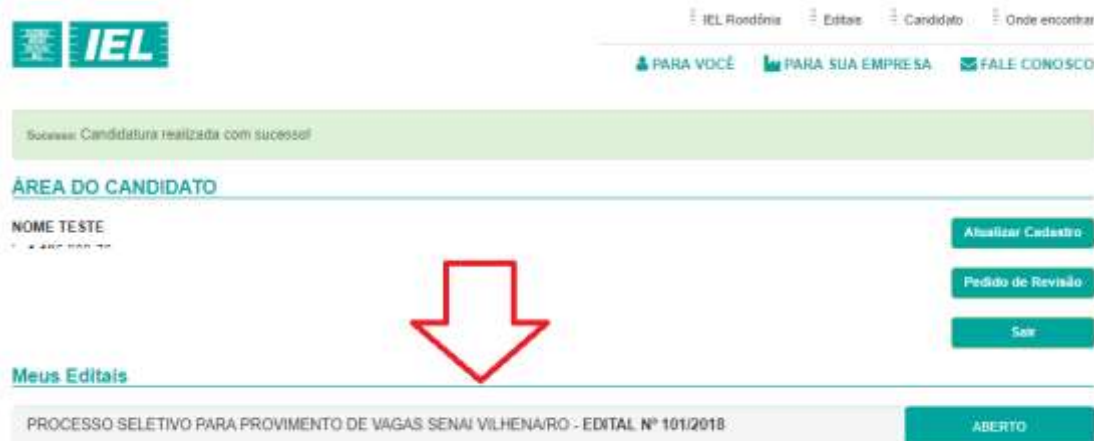 IEL
IEL Rondônia Editais Candidato Onde encontrar
PARA VOCÊ PARA SUA EMPRESA FALE CONOSCO
Sucesso: Candidatura realizada com sucesso!
ÁREA DO CANDIDATO
NOME TESTE
Atualizar Cadastro
Pedido de Revisão
Sair
Meus Editais
PROCESSO SELETIVO PARA PROVIMENTO DE VAGAS SENAI VILHENA/RO - EDITAL Nº 101/2018 ABERTO